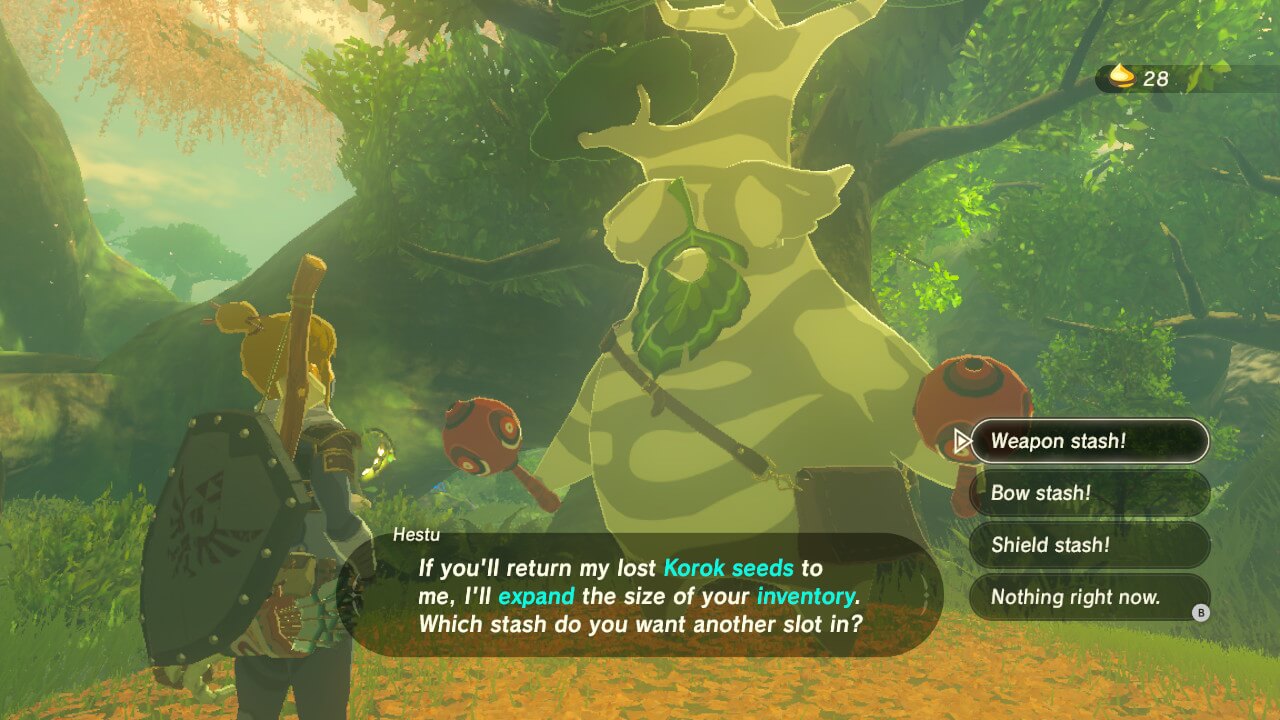 28
Weapon stash!
Bow stash!
Shield stash!
Nothing right now.
B
Hestu
If you'll return my lost Korok seeds to
me, I'll expand the size of your inventory.
Which stash do you want another slot in?